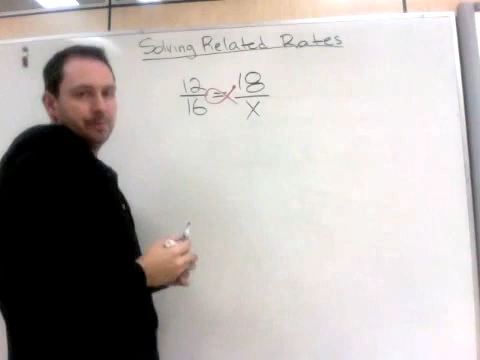 Solving Related Rates
12 = 18
16 x